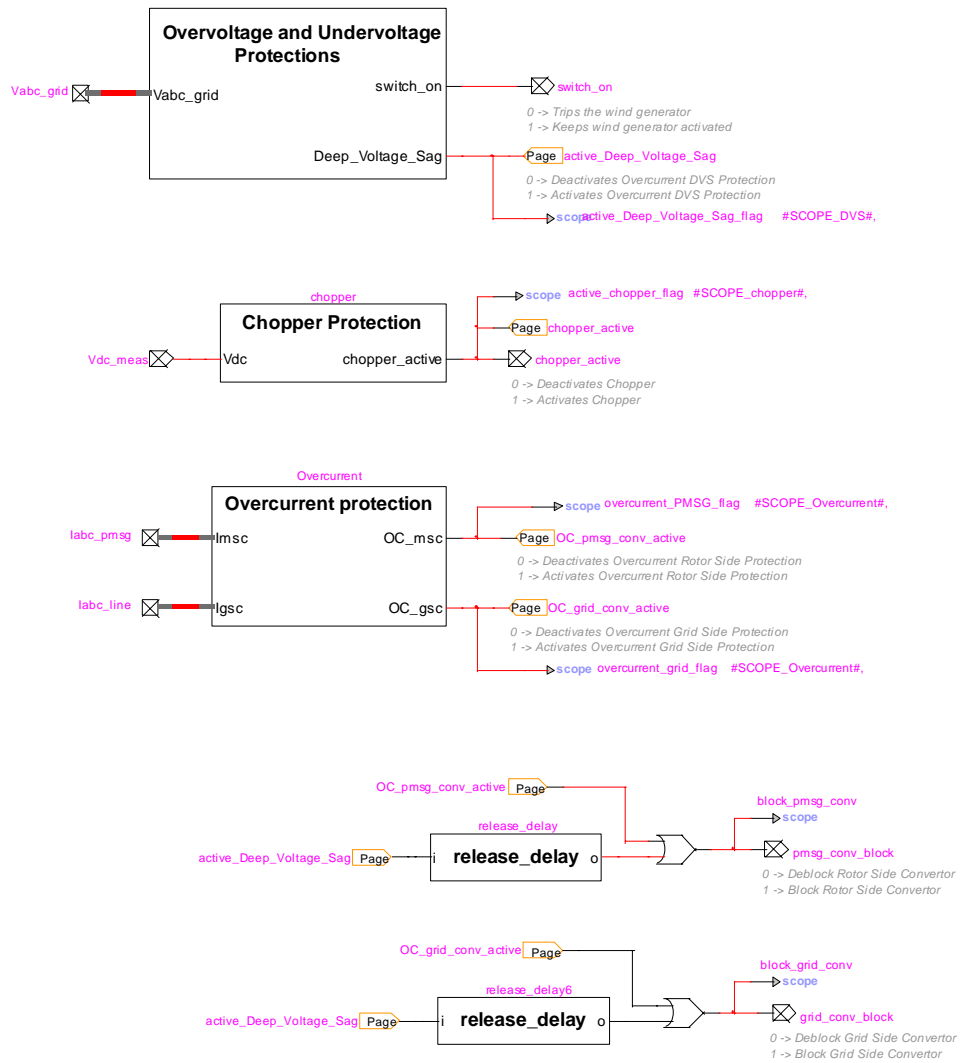 Overvoltage and Undervoltage
Protections
Vabc_grid
Vabc_grid
switch_on
switch_on
0 -> Trips the wind generator
1 -> Keeps wind generator activated
Deep_Voltage_Sag
Page
active_Deep_Voltage_Sag
0 -> Deactivates Overcurrent DVS Protection
1 -> Activates Overcurrent DVS Protection
scope
active_Deep_Voltage_Sag_flag #SCOPE_DVS#,
chopper
scope
active_chopper_flag #SCOPE_chopper#,
Chopper Protection
Page
chopper_active
Vdc_meas
Vdc
chopper_active
chopper_active
0 -> Deactivates Chopper
1 -> Activates Chopper
Overcurrent
Overcurrent protection
scope
overcurrent_PMSG_flag #SCOPE_Overcurrent#,
Iabc_pmsg
Imsc
OC_msc
Page
OC_pmsg_conv_active
0 -> Deactivates Overcurrent Rotor Side Protection
1 -> Activates Overcurrent Rotor Side Protection
Iabc_line
Igsc
OC_gsc
Page
OC_grid_conv_active
0 -> Deactivates Overcurrent Grid Side Protection
1 -> Activates Overcurrent Grid Side Protection
scope
overcurrent_grid_flag #SCOPE_Overcurrent#,
OC_pmsg_conv_active
Page
block_pmsg_conv
scope
release_delay
active_Deep_Voltage_Sag
Page
i
release_delay
o
pmsg_conv_block
0 -> Deblock Rotor Side Convertor
1 -> Block Rotor Side Convertor
OC_grid_conv_active
Page
block_grid_conv
scope
release_delay6
active_Deep_Voltage_Sag
Page
i
release_delay
o
grid_conv_block
0 -> Deblock Grid Side Convertor
1 -> Block Grid Side Convertor